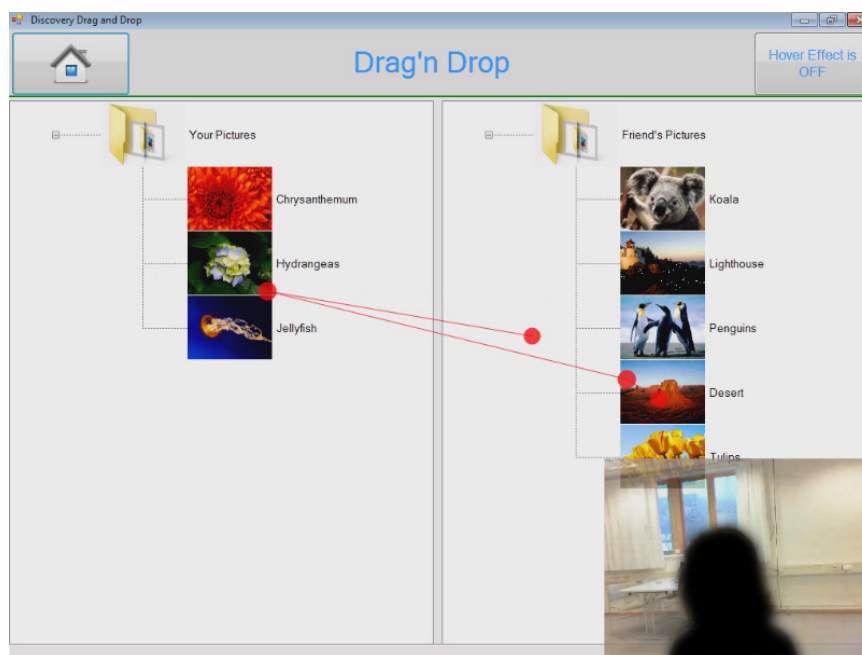 Discovery Drag and Drop
Drag'n Drop
Hover Effect is
OFF
Your Pictures
Chrysanthemum
Hydrangeas
Jellyfish
Friend's Pictures
Koala
Lighthouse
Penguins
Desert
Tulips